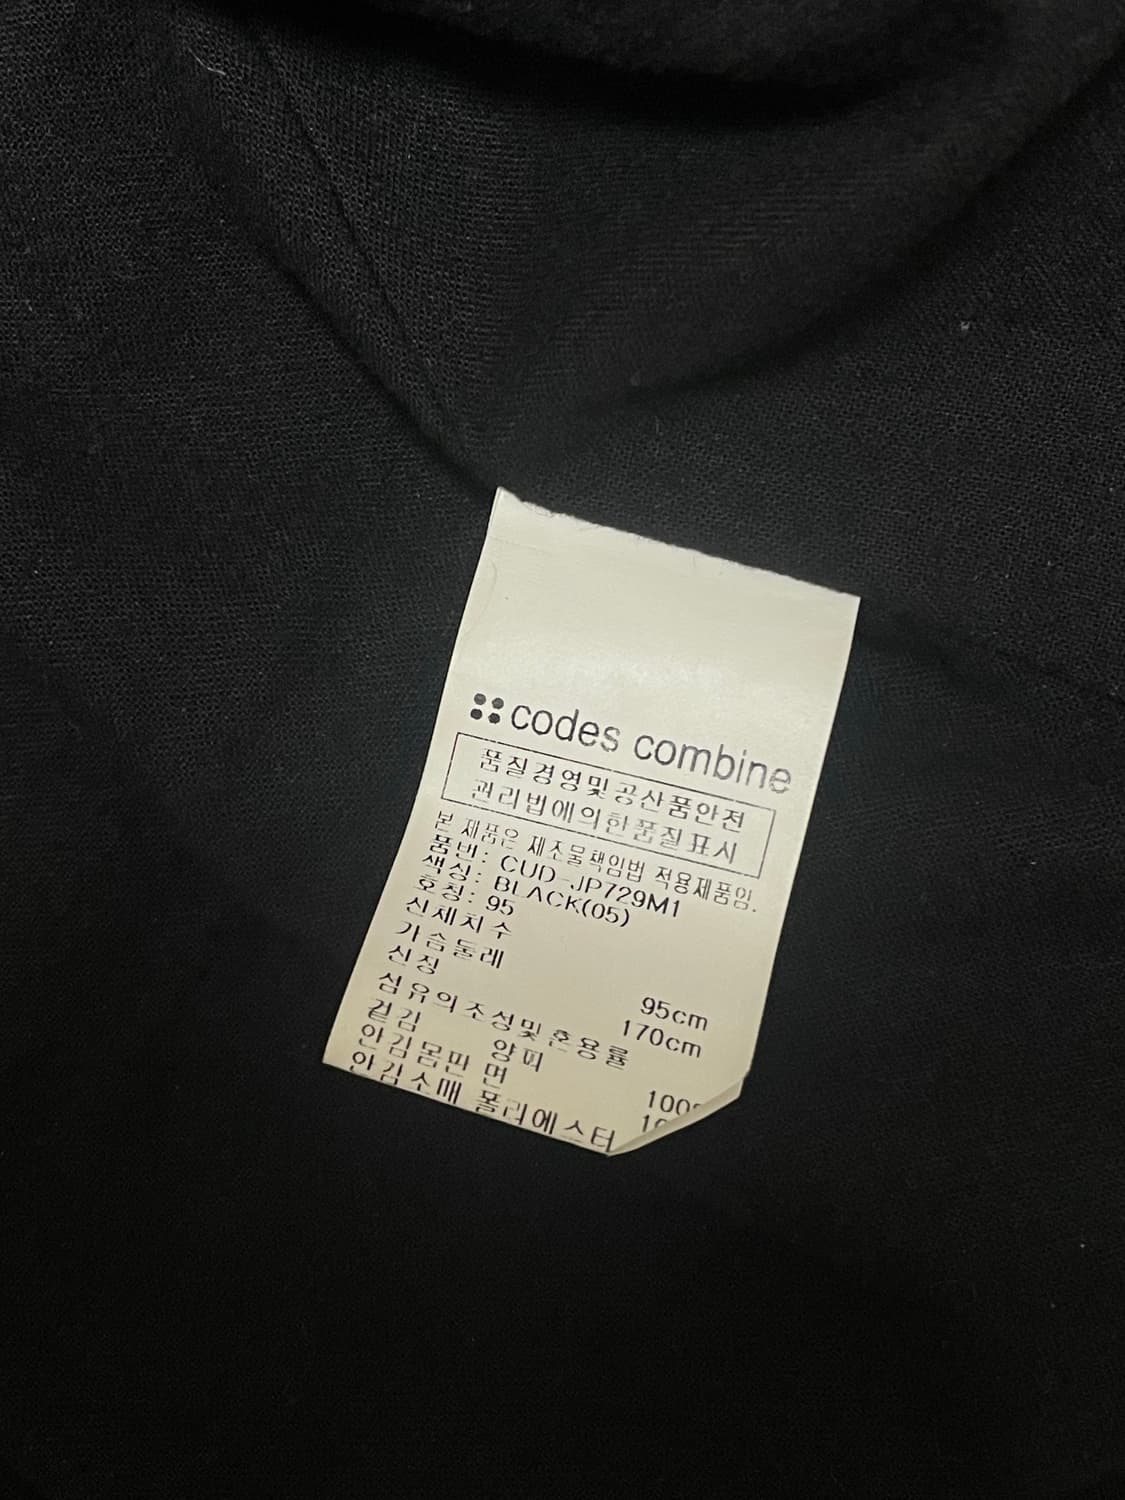 codes combine
품질경영및공산품안전
관리법에의한품질표시
본 제품은 제조물책임법 적용제품임.
품번: CUD-JP729M1
색상: BLACK(05)
호칭: 95
신체치수
가슴둘레 95cm
신장 170cm
섬유의조성및혼용률
겉감 양피
안감몸판 면 100
안감소매 폴리에스터